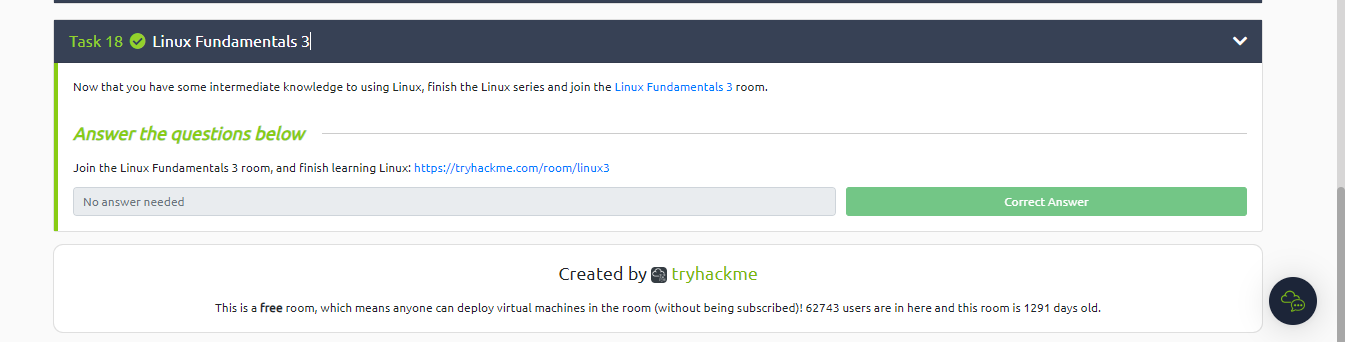 Task 18 Linux Fundamentals 3
Now that you have some intermediate knowledge to using Linux, finish the Linux series and join the Linux Fundamentals 3 room.
Answer the questions below
Join the Linux Fundamentals 3 room, and finish learning Linux: https://tryhackme.com/room/linux3
No answer needed
Correct Answer
Created by tryhackme
This is a free room, which means anyone can deploy virtual machines in the room (without being subscribed)! 62743 users are in here and this room is 1291 days old.